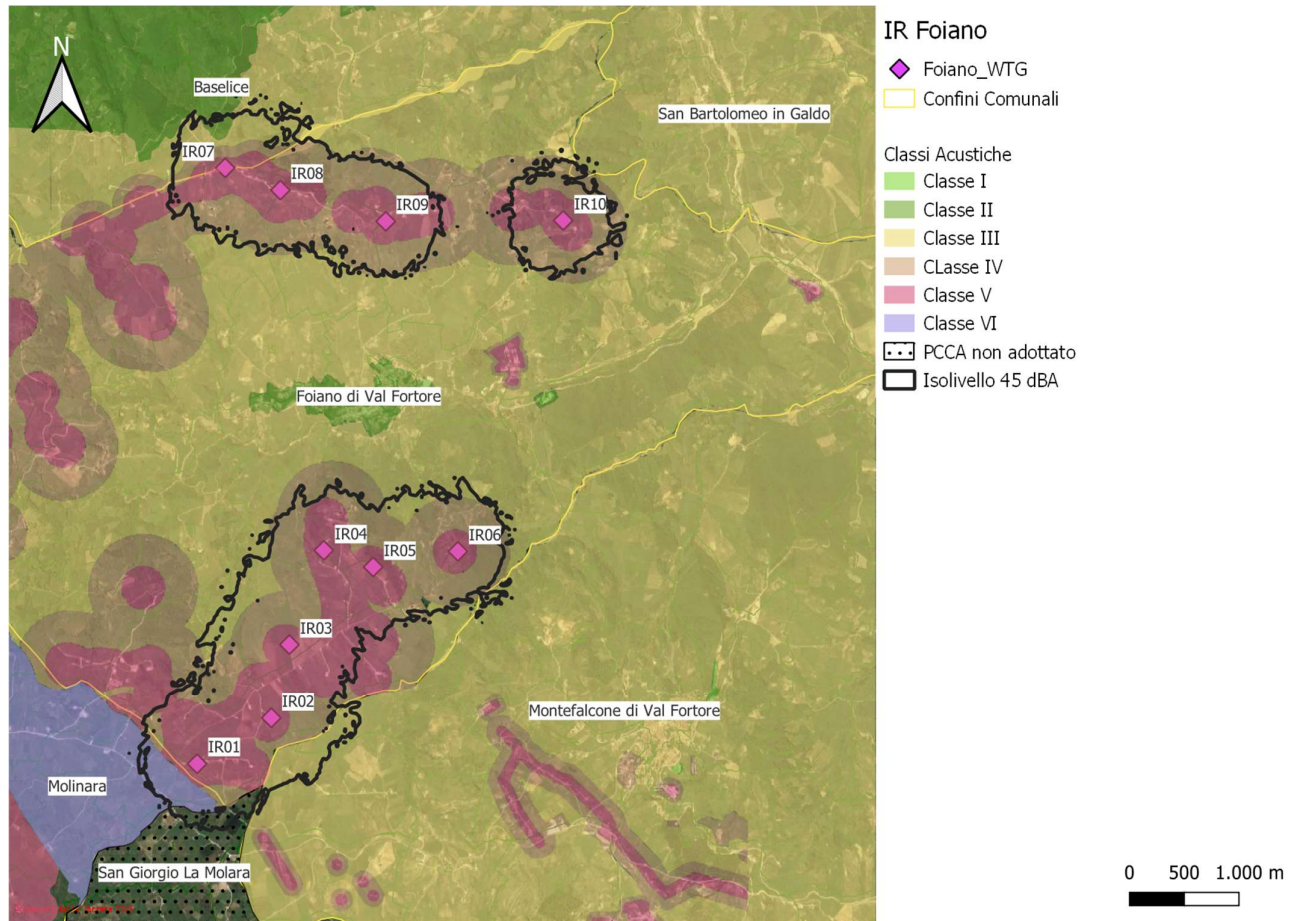 N
Baselice
San Bartolomeo in Galdo
IR07
IR08
IR09
IR10
Foiano di Val Fortore
IR04
IR05
IR06
IR03
IR02
IR01
Montefalcone di Val Fortore
Molinara
San Giorgio La Molara
IR Foiano
Foiano_WTG
Confini Comunali
Classi Acustiche
Classe I
Classe II
Classe III
CLasse IV
Classe V
Classe VI
PCCA non adottato
Isolivello 45 dBA
0 500 1.000 m